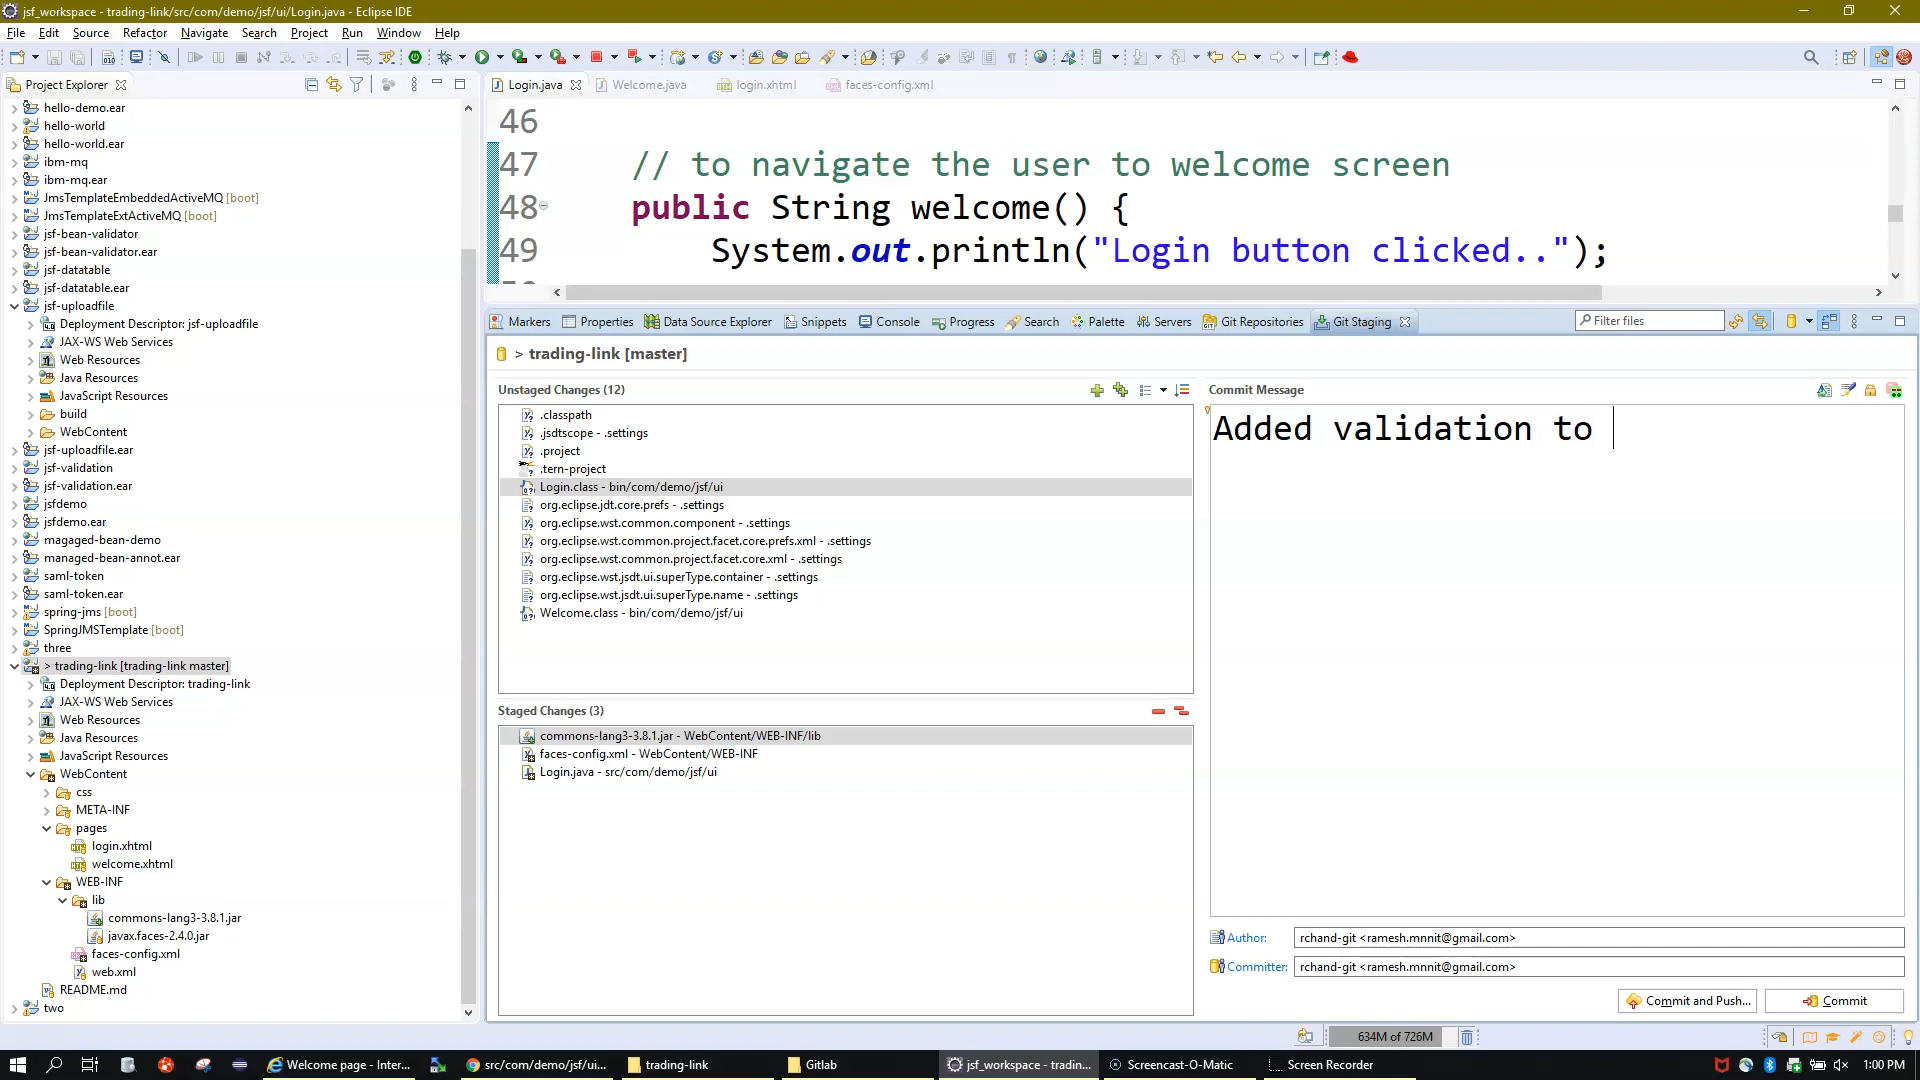 jsf_workspace - trading-link/src/com/demo/jsf/ui/Login.java - Eclipse IDE
File Edit Source Refactor Navigate Search Project Run Window Help
Project Explorer
hello-demo.ear
hello-world
hello-world.ear
ibm-mq
ibm-mq.ear
JmsTemplateEmbeddedActiveMQ [boot]
JmsTemplateExtActiveMQ [boot]
jsf-bean-validator
jsf-bean-validator.ear
jsf-datatable
jsf-datatable.ear
jsf-uploadfile
Deployment Descriptor: jsf-uploadfile
JAX-WS Web Services
Web Resources
Java Resources
JavaScript Resources
build
WebContent
jsf-uploadfile.ear
jsf-validation
jsf-validation.ear
jsfdemo
jsfdemo.ear
magaged-bean-demo
managed-bean-annot.ear
saml-token
saml-token.ear
spring-jms [boot]
SpringJMSTemplate [boot]
three
> trading-link [trading-link master]
Deployment Descriptor: trading-link
JAX-WS Web Services
Web Resources
Java Resources
JavaScript Resources
WebContent
css
META-INF
pages
login.xhtml
welcome.xhtml
WEB-INF
lib
commons-lang3-3.8.1.jar
javax.faces-2.4.0.jar
faces-config.xml
web.xml
README.md
two
Login.java Welcome.java login.xhtml faces-config.xml
46
47 // to navigate the user to welcome screen
48 public String welcome() {
49 System.out.println("Login button clicked..");
Markers Properties Data Source Explorer Snippets Console Progress Search Palette Servers Git Repositories Git Staging Filter files
> trading-link [master]
Unstaged Changes (12)
.classpath
.jsdtscope - .settings
.project
.tern-project
Login.class - bin/com/demo/jsf/ui
org.eclipse.jdt.core.prefs - .settings
org.eclipse.wst.common.component - .settings
org.eclipse.wst.common.project.facet.core.prefs.xml - .settings
org.eclipse.wst.common.project.facet.core.xml - .settings
org.eclipse.wst.jsdt.ui.superType.container - .settings
org.eclipse.wst.jsdt.ui.superType.name - .settings
Welcome.class - bin/com/demo/jsf/ui
Staged Changes (3)
commons-lang3-3.8.1.jar - WebContent/WEB-INF/lib
faces-config.xml - WebContent/WEB-INF
Login.java - src/com/demo/jsf/ui
Commit Message
Added validation to
Author: rchand-git <ramesh.mnnit@gmail.com>
Committer: rchand-git <ramesh.mnnit@gmail.com>
Commit and Push... Commit
634M of 726M
Welcome page - Inter... src/com/demo/jsf/ui... trading-link Gitlab jsf_workspace - tradin... Screencast-O-Matic Screen Recorder 1:00 PM